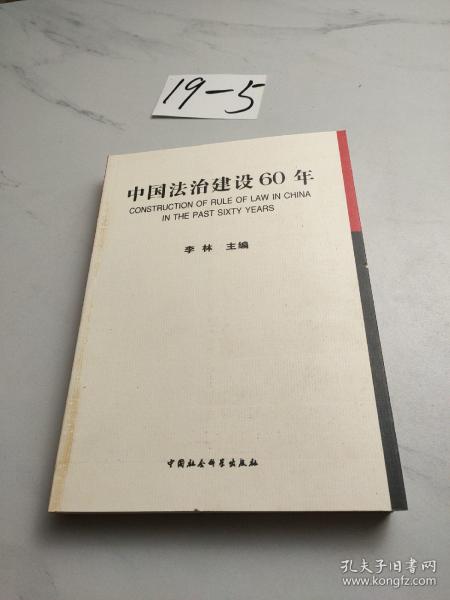 19-5
中国法治建设60年
CONSTRUCTION OF RULE OF LAW IN CHINA
IN THE PAST SIXTY YEARS
李林 主编
中国社会科学出版社
孔夫子旧书网
www.kongfz.com